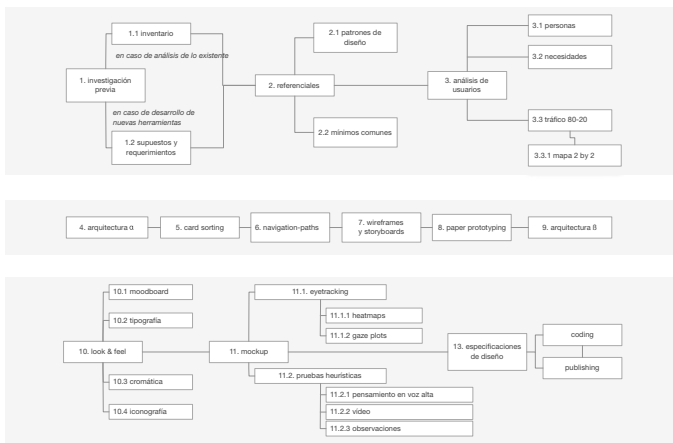 1.1 inventario
en caso de análisis de lo existente
1. investigación
previa
en caso de desarrollo de
nuevas herramientas
1.2 supuestos y
requerimientos
2.1 patrones de
diseño
2. referenciales
2.2 mínimos comunes
3.1 personas
3.2 necesidades
3. análisis de
usuarios
3.3 tráfico 80-20
3.3.1 mapa 2 by 2
4. arquitectura α
5. card sorting
6. navigation-paths
7. wireframes
y storyboards
8. paper prototyping
9. arquitectura ß
10.1 moodboard
10.2 tipografía
10. look & feel
10.3 cromática
10.4 iconografía
11.1. eyetracking
11.1.1 heatmaps
11.1.2 gaze plots
11. mockup
11.2. pruebas heurísticas
11.2.1 pensamiento en voz alta
11.2.2 vídeo
11.2.3 observaciones
13. especificaciones
de diseño
coding
publishing